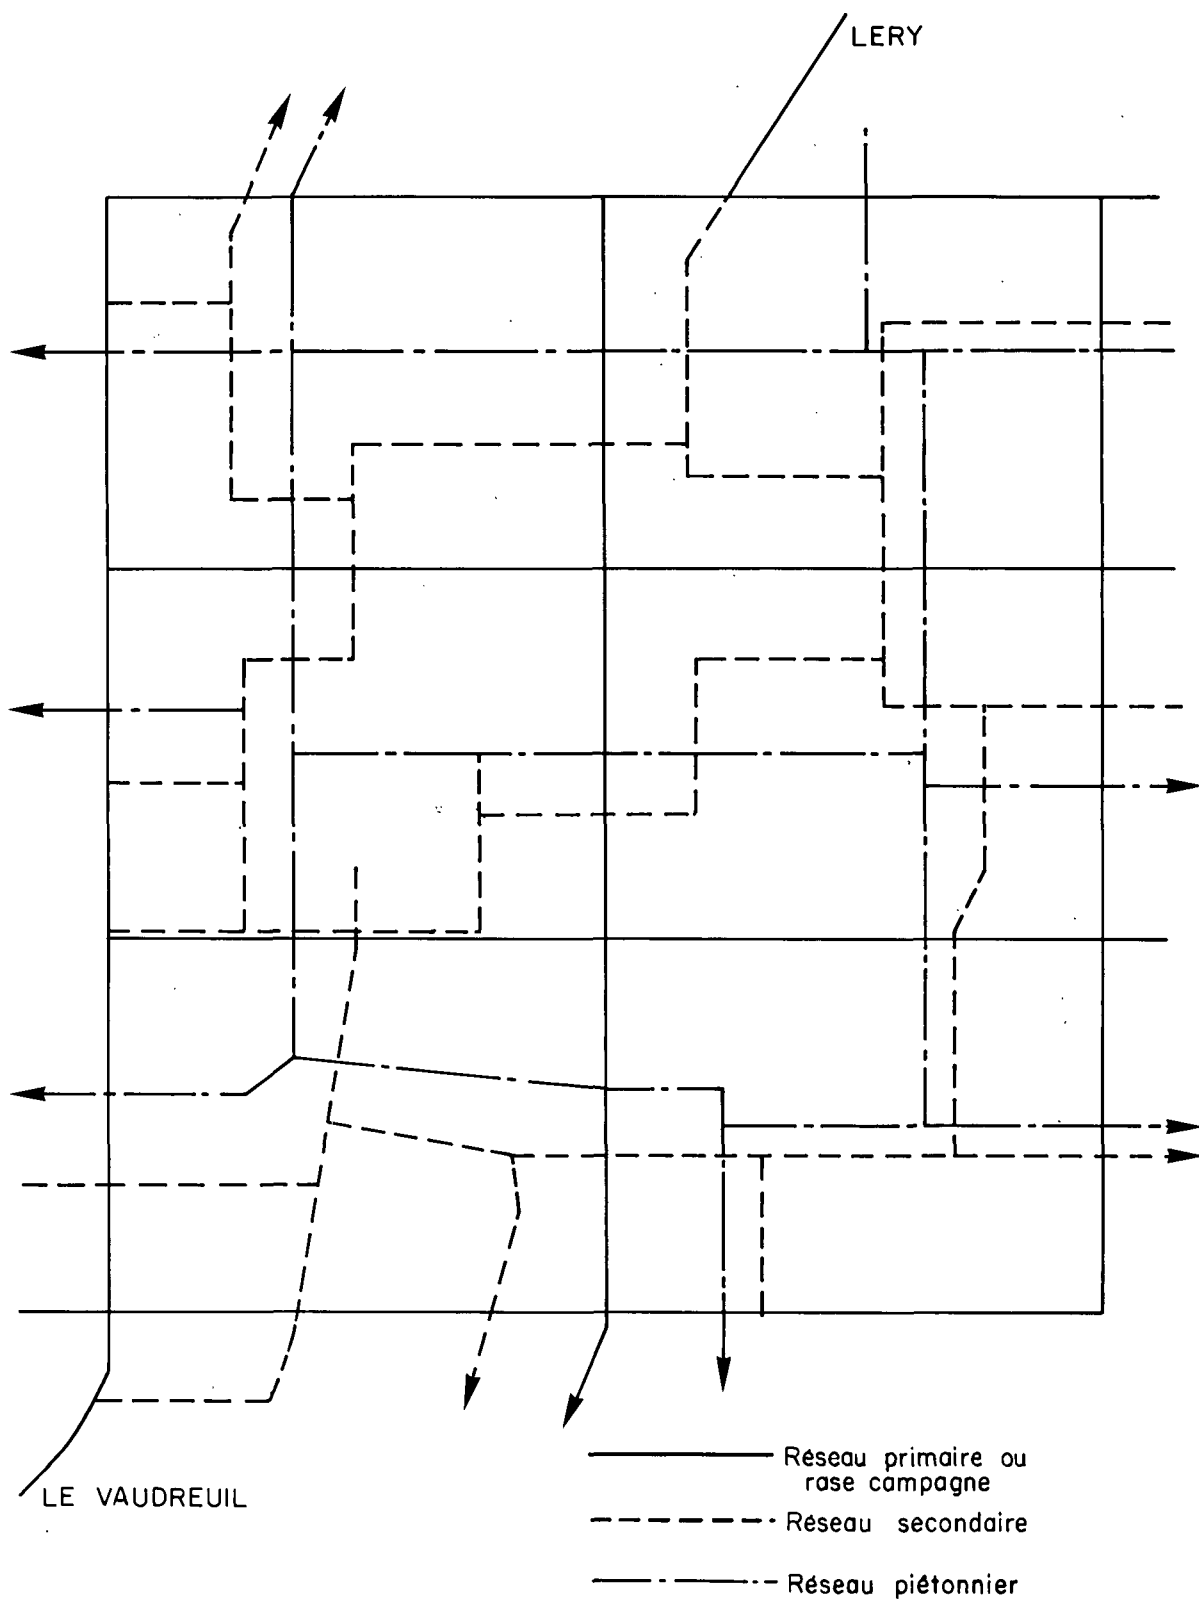 LERY
LE VAUDREUIL
Réseau primaire ou
rase campagne
Réseau secondaire
Réseau piétonnier